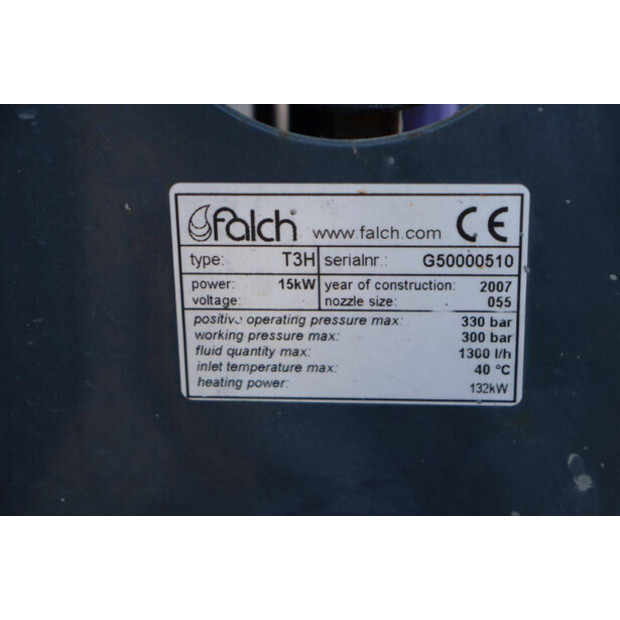 falch www.falch.com CE
type: T3H serialnr.: G50000510
power: 15kW year of construction: 2007
voltage: nozzle size: 055
positive operating pressure max: 330 bar
working pressure max: 300 bar
fluid quantity max: 1300 l/h
inlet temperature max: 40 °C
heating power: 132kW